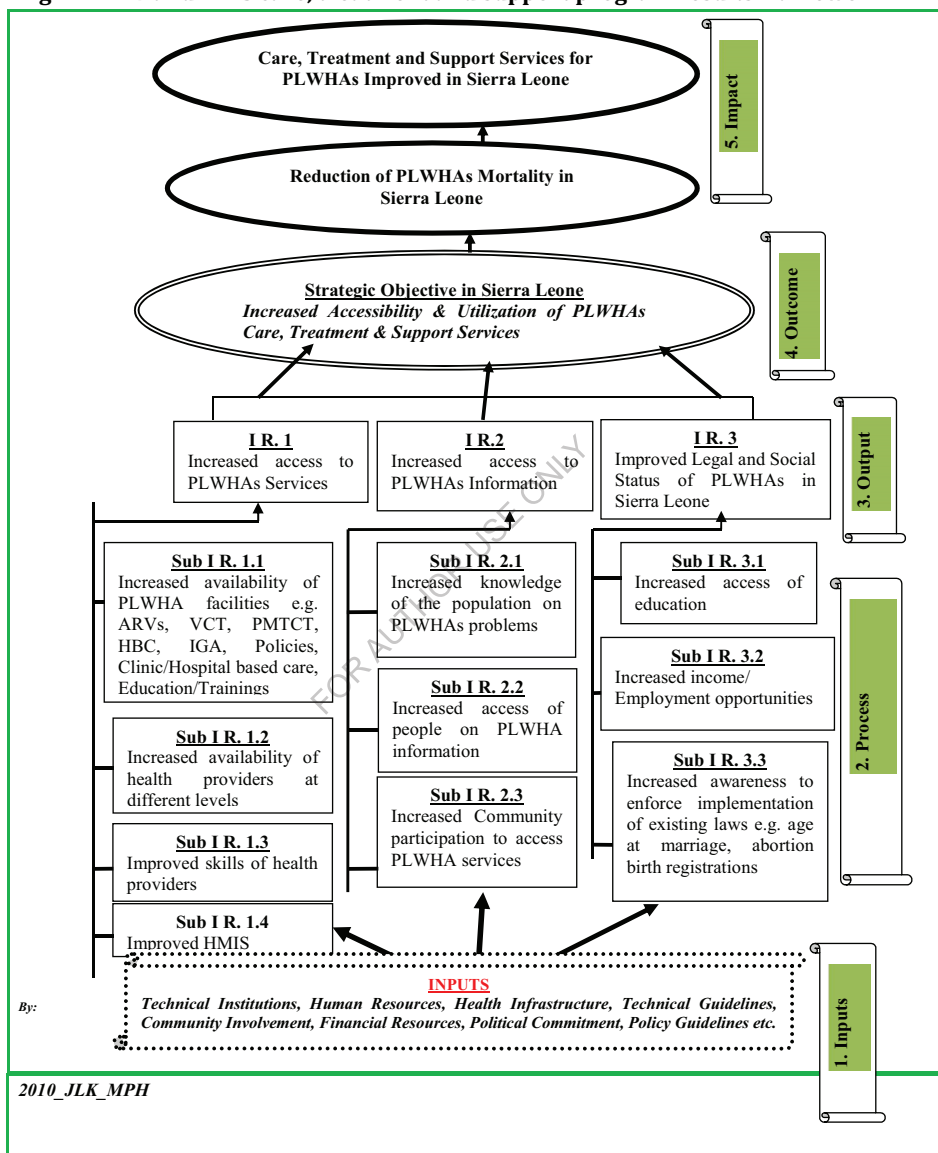 Care, Treatment and Support Services for
PLWHAs Improved in Sierra Leone
5. Impact
Reduction of PLWHAs Mortality in
Sierra Leone
Strategic Objective in Sierra Leone
Increased Accessibility & Utilization of PLWHAs
Care, Treatment & Support Services
4. Outcome
I R. 1
Increased access to
PLWHAs Services
I R.2
Increased access to
PLWHAs Information
I R. 3
Improved Legal and Social
Status of PLWHAs in
Sierra Leone
3. Output
Sub I R. 1.1
Increased availability of
PLWHA facilities e.g.
ARVs, VCT, PMTCT,
HBC, IGA, Policies,
Clinic/Hospital based care,
Education/Trainings
Sub I R. 1.2
Increased availability of
health providers at
different levels
Sub I R. 1.3
Improved skills of health
providers
Sub I R. 1.4
Improved HMIS
Sub I R. 2.1
Increased knowledge
of the population on
PLWHAs problems
Sub I R. 2.2
Increased access of
people on PLWHA
information
Sub I R. 2.3
Increased Community
participation to access
PLWHA services
Sub I R. 3.1
Increased access of
education
Sub I R. 3.2
Increased income/
Employment opportunities
Sub I R. 3.3
Increased awareness to
enforce implementation
of existing laws e.g. age
at marriage, abortion
birth registrations
2. Process
FOR AUTHOR USE ONLY
INPUTS
Technical Institutions, Human Resources, Health Infrastructure, Technical Guidelines,
Community Involvement, Financial Resources, Political Commitment, Policy Guidelines etc.
1. Inputs
By:
2010_JLK_MPH